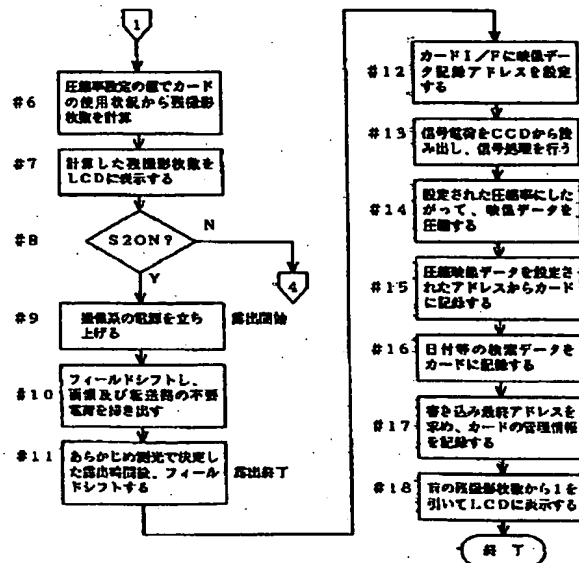 1
#6
圧縮率設定の値でカード
の使用状況から残撮影
枚数を計算
#7
計算した残撮影枚数を
LCDに表示する
#8
S2ON?
N
Y
4
#9
撮像系の電源を立ち
上げる
露出開始
#10
フィールドシフトし、
画素及び転送部の不要
電荷を掃き出す
#11
あらかじめ測光で決定し
た露出時間後、フィー
ルドシフトする
露出終了
#12
カードI/Fに映像デー
タ記録アドレスを設定
する
#13
信号電荷をCCDから読
み出し、信号処理を行う
#14
設定された圧縮率にした
がって、映像データを
圧縮する
#15
圧縮映像データを設定さ
れたアドレスからカード
に記録する
#16
日付等の検索データを
カードに記録する
#17
書き込み最終アドレスを
求め、カードの管理情報
を記録する
#18
前の残撮影枚数から1を
引いてLCDに表示する
終了